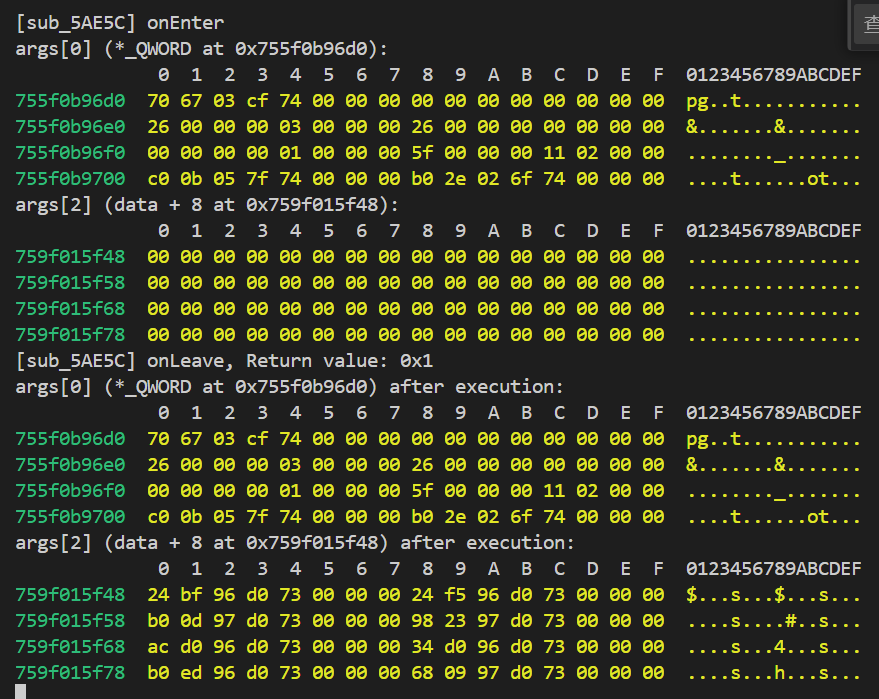 [sub_5AE5C] onEnter
args[0] (*_QWORD at 0x755f0b96d0):
0 1 2 3 4 5 6 7 8 9 A B C D E F 0123456789ABCDEF
755f0b96d0 70 67 03 cf 74 00 00 00 00 00 00 00 00 00 00 00 pg..t...........
755f0b96e0 26 00 00 00 03 00 00 00 26 00 00 00 00 00 00 00 &.......&.......
755f0b96f0 00 00 00 00 01 00 00 00 5f 00 00 00 11 02 00 00 ........_.......
755f0b9700 c0 0b 05 7f 74 00 00 00 b0 2e 02 6f 74 00 00 00 ....t......ot...
args[2] (data + 8 at 0x759f015f48):
0 1 2 3 4 5 6 7 8 9 A B C D E F 0123456789ABCDEF
759f015f48 00 00 00 00 00 00 00 00 00 00 00 00 00 00 00 00 ................
759f015f58 00 00 00 00 00 00 00 00 00 00 00 00 00 00 00 00 ................
759f015f68 00 00 00 00 00 00 00 00 00 00 00 00 00 00 00 00 ................
759f015f78 00 00 00 00 00 00 00 00 00 00 00 00 00 00 00 00 ................
[sub_5AE5C] onLeave, Return value: 0x1
args[0] (*_QWORD at 0x755f0b96d0) after execution:
0 1 2 3 4 5 6 7 8 9 A B C D E F 0123456789ABCDEF
755f0b96d0 70 67 03 cf 74 00 00 00 00 00 00 00 00 00 00 00 pg..t...........
755f0b96e0 26 00 00 00 03 00 00 00 26 00 00 00 00 00 00 00 &.......&.......
755f0b96f0 00 00 00 00 01 00 00 00 5f 00 00 00 11 02 00 00 ........_.......
755f0b9700 c0 0b 05 7f 74 00 00 00 b0 2e 02 6f 74 00 00 00 ....t......ot...
args[2] (data + 8 at 0x759f015f48) after execution:
0 1 2 3 4 5 6 7 8 9 A B C D E F 0123456789ABCDEF
759f015f48 24 bf 96 d0 73 00 00 00 24 f5 96 d0 73 00 00 00 $...s...$...s...
759f015f58 b0 0d 97 d0 73 00 00 00 98 23 97 d0 73 00 00 00 ....s....#..s...
759f015f68 ac d0 96 d0 73 00 00 00 34 d0 96 d0 73 00 00 00 ....s...4...s...
759f015f78 b0 ed 96 d0 73 00 00 00 68 09 97 d0 73 00 00 00 ....s...h...s...